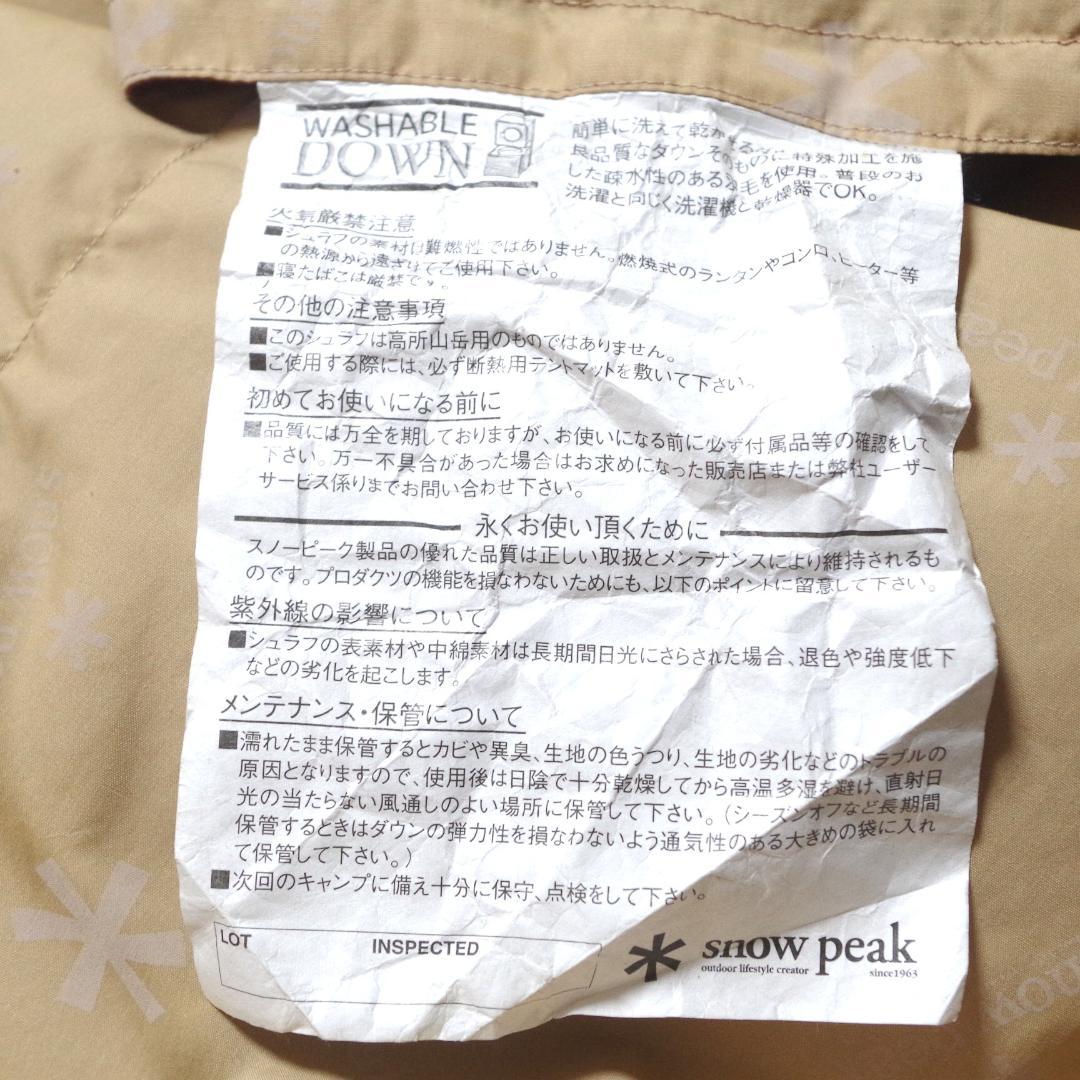 WASHABLE
DOWN
簡単に洗えて乾かせる
良品質なダウンそのものに特殊加工を施
した疎水性のある羽毛を使用。普段のお
洗濯と同じく洗濯機と乾燥器でOK。
火気厳禁注意
■シュラフの素材は難燃性ではありません。燃焼式のランタンやコンロ、ヒーター等
の熱源から遠ざけてご使用下さい。
■寝たばこは厳禁です。
その他の注意事項
■このシュラフは高所山岳用のものではありません。
■ご使用する際には、必ず断熱用テントマットを敷いて下さい。
初めてお使いになる前に
■品質には万全を期しておりますが、お使いになる前に必ず付属品等の確認をして
下さい。万一不具合があった場合はお求めになった販売店または弊社ユーザー
サービス係りまでお問い合わせ下さい。
永くお使い頂くために
スノーピーク製品の優れた品質は正しい取扱とメンテナンスにより維持されるも
のです。プロダクツの機能を損なわないためにも、以下のポイントに留意して下さい。
紫外線の影響について
■シュラフの表素材や中綿素材は長期間日光にさらされた場合、退色や強度低下
などの劣化を起こします。
メンテナンス・保管について
■濡れたまま保管するとカビや異臭、生地の色うつり、生地の劣化などのトラブルの
原因となりますので、使用後は日陰で十分乾燥してから高温多湿を避け、直射日
光の当たらない風通しのよい場所に保管して下さい。(シーズンオフなど長期間
保管するときはダウンの弾力性を損なわないよう通気性のある大きめの袋に入れ
て保管して下さい。)
■次回のキャンプに備え十分に保守、点検をして下さい。
LOT INSPECTED
snow peak
outdoor lifestyle creator since1963